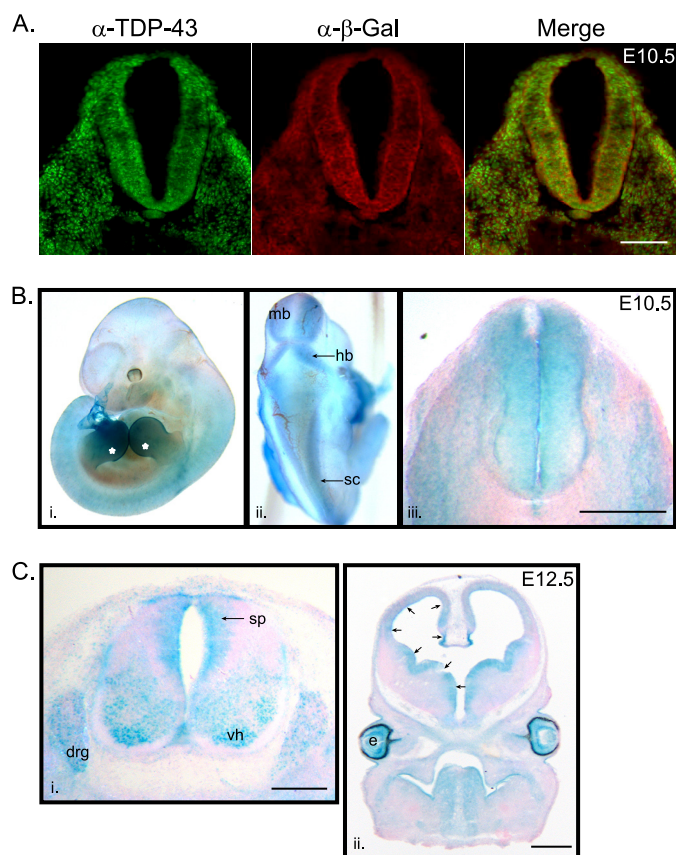 A.
α-TDP-43 α-β-Gal Merge
E10.5
B.
E10.5
mb
hb
sc
i. ii. iii.
C.
E12.5
sp
drg
vh
e
i.
ii.